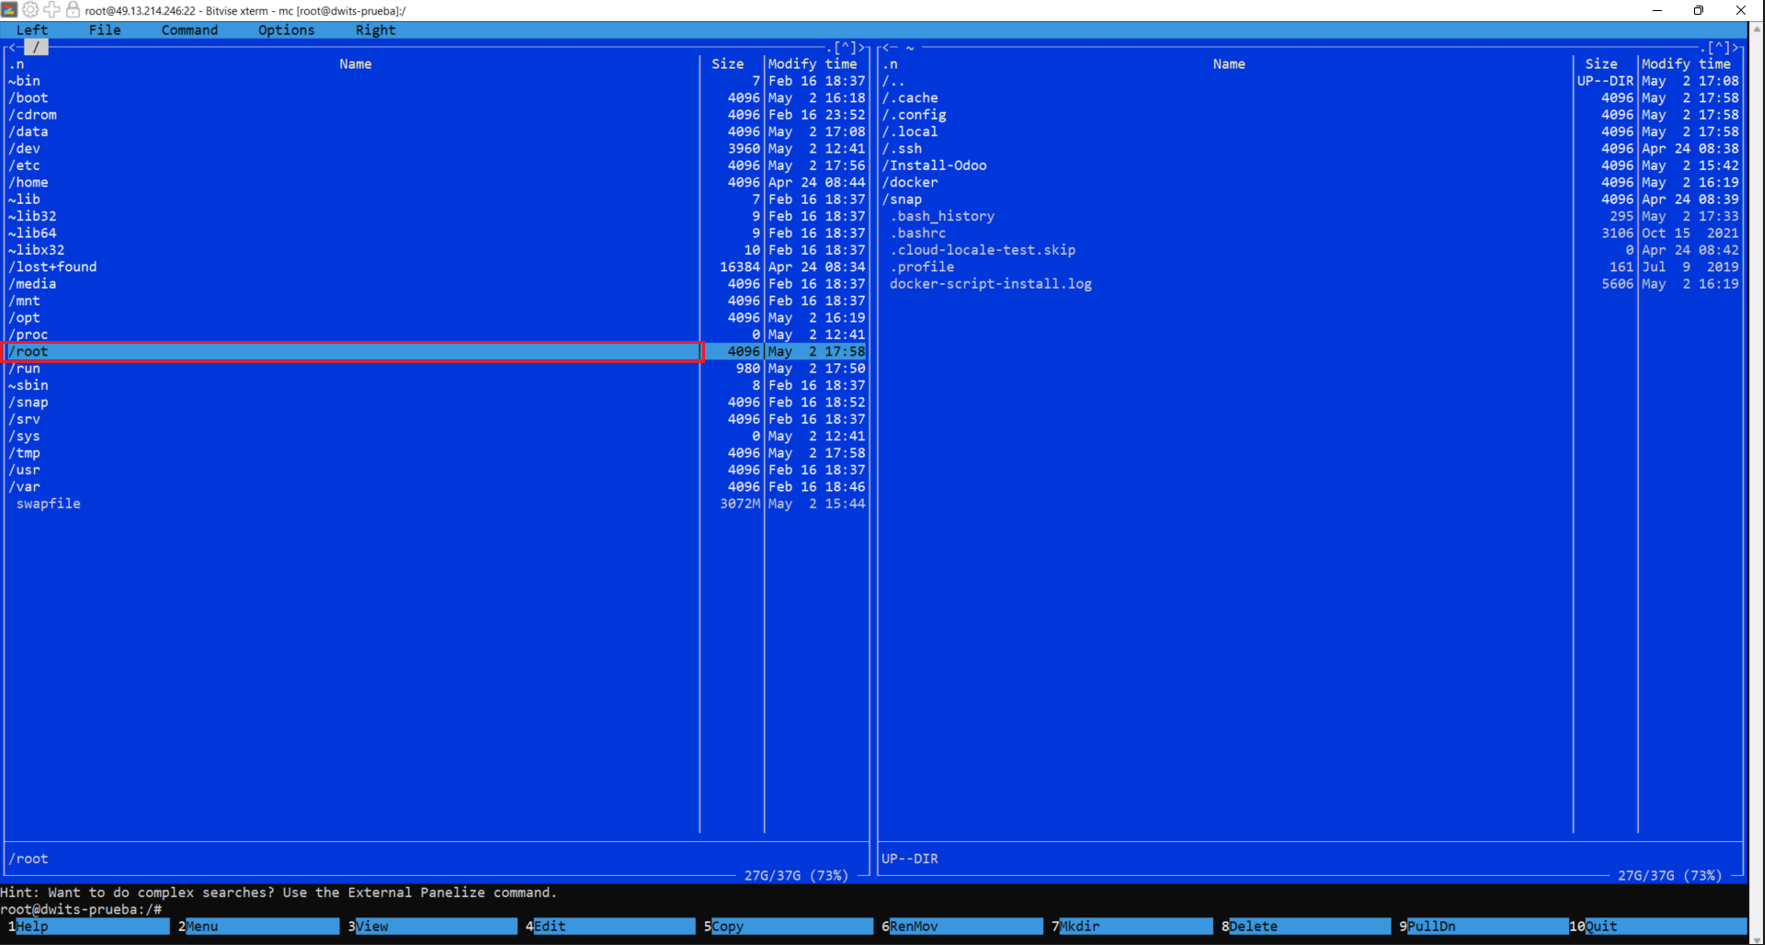 root@49.13.214.246:22 - Bitvise xterm - mc [root@dwits-prueba]:/
Left File Command Options Right
<- / .[^]>
.n Name Size Modify time
~bin 7 Feb 16 18:37
/boot 4096 May 2 16:18
/cdrom 4096 Feb 16 23:52
/data 4096 May 2 17:08
/dev 3960 May 2 12:41
/etc 4096 May 2 17:56
/home 4096 Apr 24 08:44
~lib 7 Feb 16 18:37
~lib32 9 Feb 16 18:37
~lib64 9 Feb 16 18:37
~libx32 10 Feb 16 18:37
/lost+found 16384 Apr 24 08:34
/media 4096 Feb 16 18:37
/mnt 4096 Feb 16 18:37
/opt 4096 May 2 16:19
/proc 0 May 2 12:41
/root 4096 May 2 17:58
/run 980 May 2 17:50
~sbin 8 Feb 16 18:37
/snap 4096 Feb 16 18:52
/srv 4096 Feb 16 18:37
/sys 0 May 2 12:41
/tmp 4096 May 2 17:58
/usr 4096 Feb 16 18:37
/var 4096 Feb 16 18:46
swapfile 3072M May 2 15:44
/root
27G/37G (73%)
<- ~ .[^]>
.n Name Size Modify time
/.. UP--DIR May 2 17:08
/.cache 4096 May 2 17:58
/.config 4096 May 2 17:58
/.local 4096 May 2 17:58
/.ssh 4096 Apr 24 08:38
/Install-Odoo 4096 May 2 15:42
/docker 4096 May 2 16:19
/snap 4096 Apr 24 08:39
.bash_history 295 May 2 17:33
.bashrc 3106 Oct 15 2021
.cloud-locale-test.skip 0 Apr 24 08:42
.profile 161 Jul 9 2019
docker-script-install.log 5606 May 2 16:19
UP--DIR
27G/37G (73%)
Hint: Want to do complex searches? Use the External Panelize command.
root@dwits-prueba:/#
1Help 2Menu 3View 4Edit 5Copy 6RenMov 7Mkdir 8Delete 9PullDn 10Quit